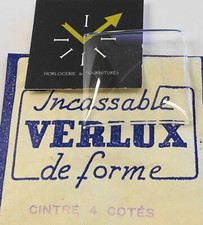 HORLOGERIE & FOURNITURES
Incassable
VERLUX
de forme
CINTRÉ 4 COTÉS